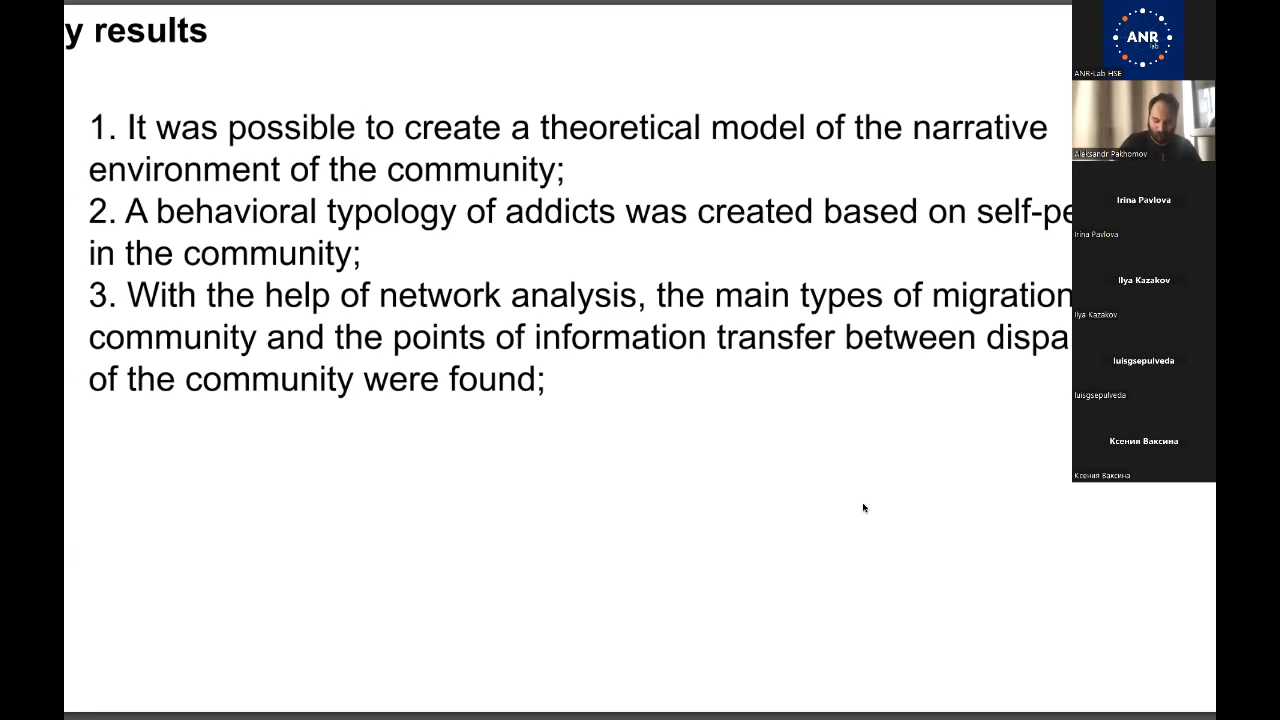 y results
1. It was possible to create a theoretical model of the narrative
environment of the community;
2. A behavioral typology of addicts was created based on self-pe
in the community;
3. With the help of network analysis, the main types of migration
community and the points of information transfer between dispa
of the community were found;
ANR
lab
ANR-Lab HSE
Aleksandr Pakhomov
Irina Pavlova
Irina Pavlova
Ilya Kazakov
Ilya Kazakov
luisgsepulveda
luisgsepulveda
Ксения Ваксина
Ксения Ваксина